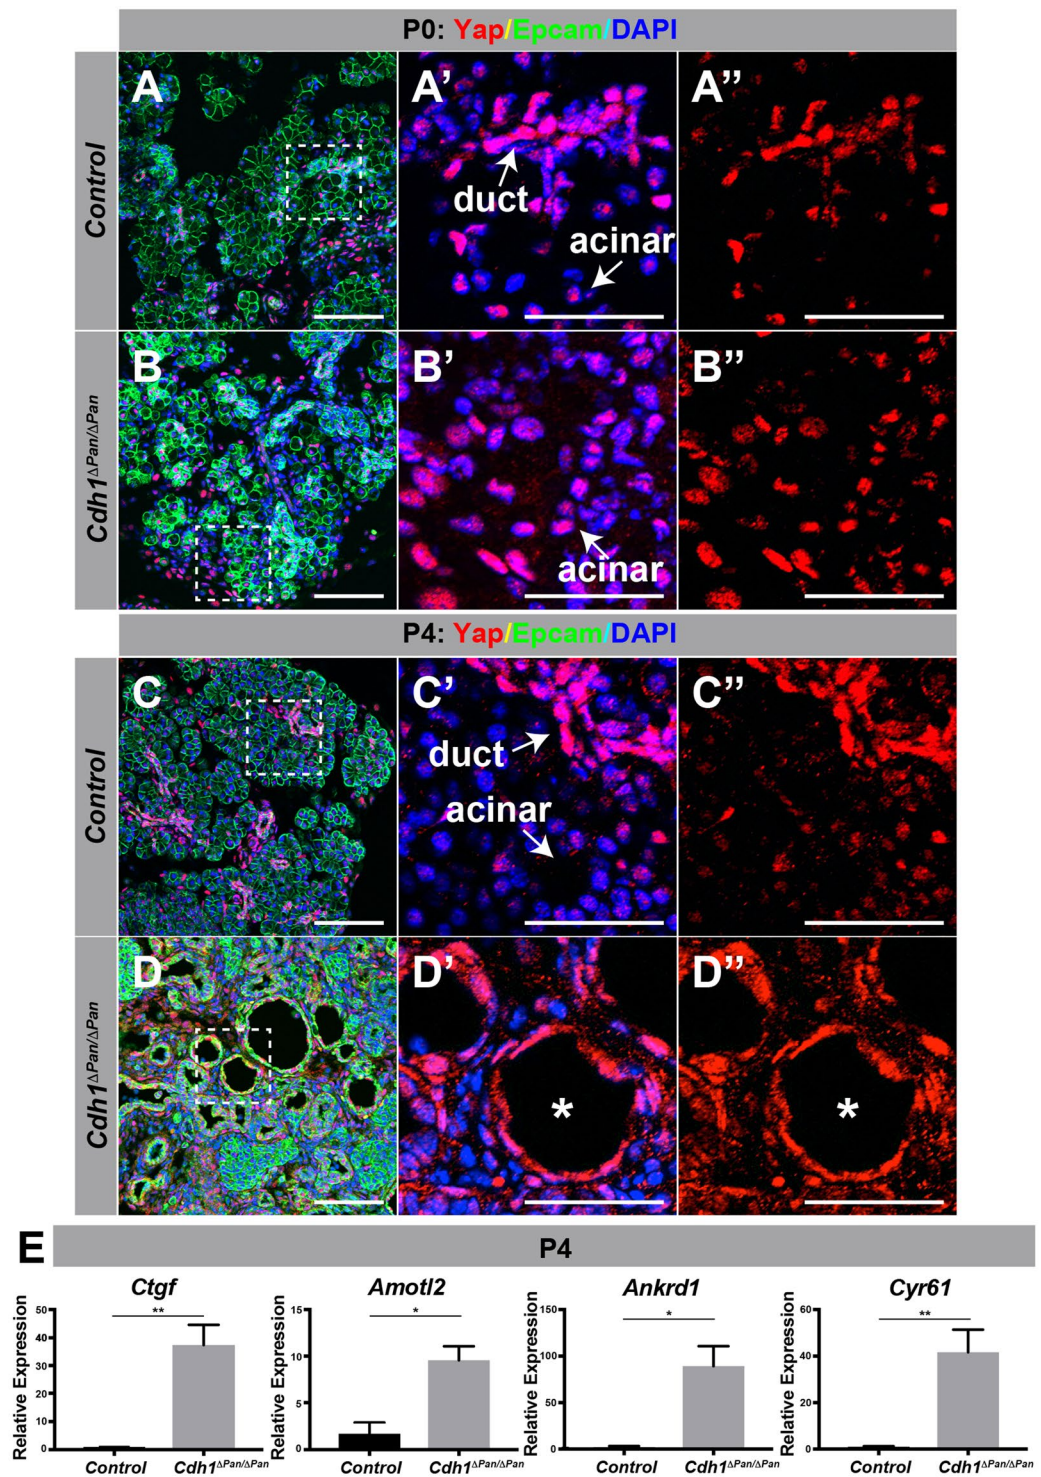 P0: Yap/Epcam/DAPI
Control
A
A’
duct
acinar
A’’
Cdh1ΔPan/ΔPan
B
B’
acinar
B’’
P4: Yap/Epcam/DAPI
Control
C
C’
duct
acinar
C’’
Cdh1ΔPan/ΔPan
D
D’
*
D’’
*
E
P4
Ctgf
Relative Expression
50
40
30
20
10
0
**
Control
Cdh1ΔPan/ΔPan
Amotl2
Relative Expression
15
10
5
0
*
Control
Cdh1ΔPan/ΔPan
Ankrd1
Relative Expression
150
100
50
0
*
Control
Cdh1ΔPan/ΔPan
Cyr61
Relative Expression
60
40
20
0
**
Control
Cdh1ΔPan/ΔPan